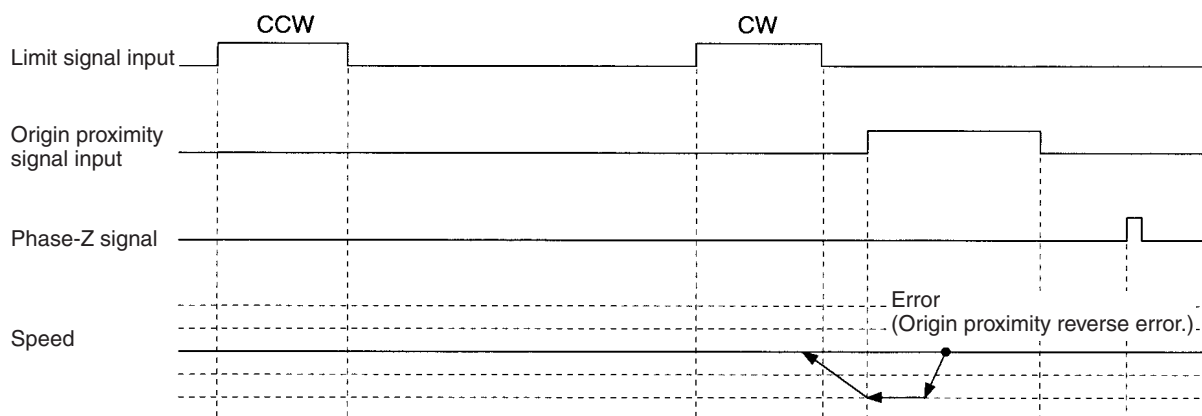 CCW
CW
Limit signal input
Origin proximity
signal input
Phase-Z signal
Error
(Origin proximity reverse error.)
Speed